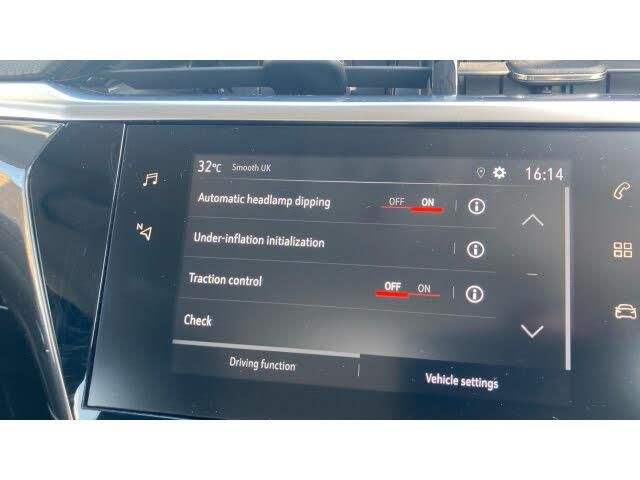 32°C Smooth UK 16:14
Automatic headlamp dipping OFF ON
Under-inflation initialization
Traction control OFF ON
Check
Driving function Vehicle settings
N